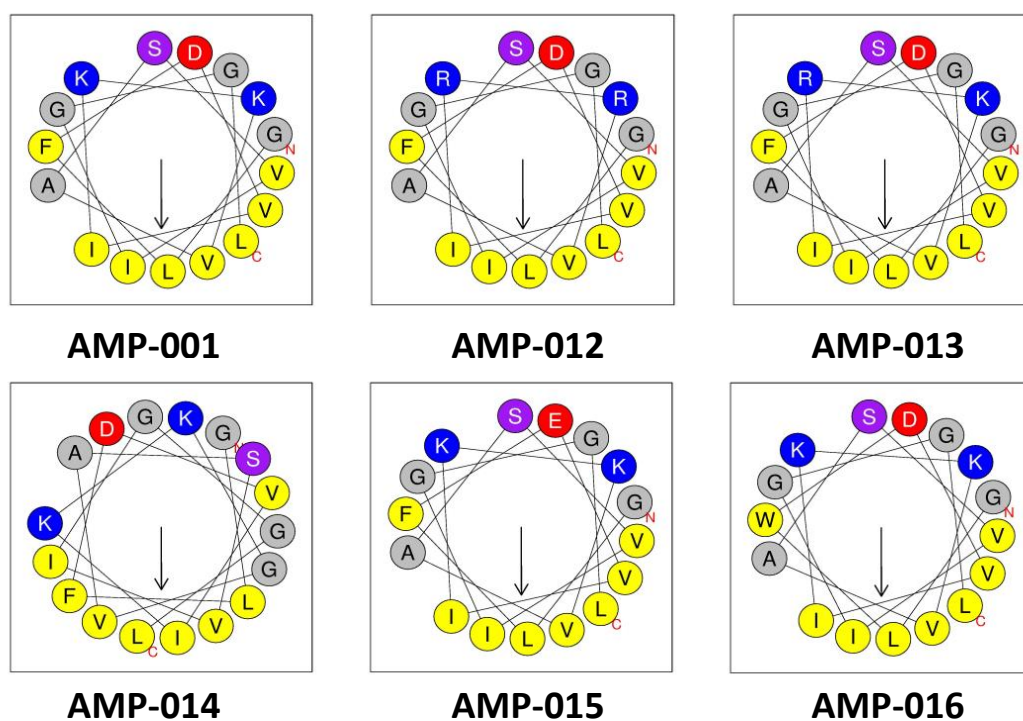 S D
K G
G K
F G N
A V
V
I I L V L C
S D
R G
G R
F G N
A V
V
I I L V L C
S D
R G
G K
F G N
A V
V
I I L V L C
AMP-001 AMP-012 AMP-013
D G K G N
A S
V
K G
I G
F L
V L C I V
S E
K G
G K
F G N
A V
V
I I L V L C
S D
K G
G K
W G N
A V
V
I I L V L C
AMP-014 AMP-015 AMP-016